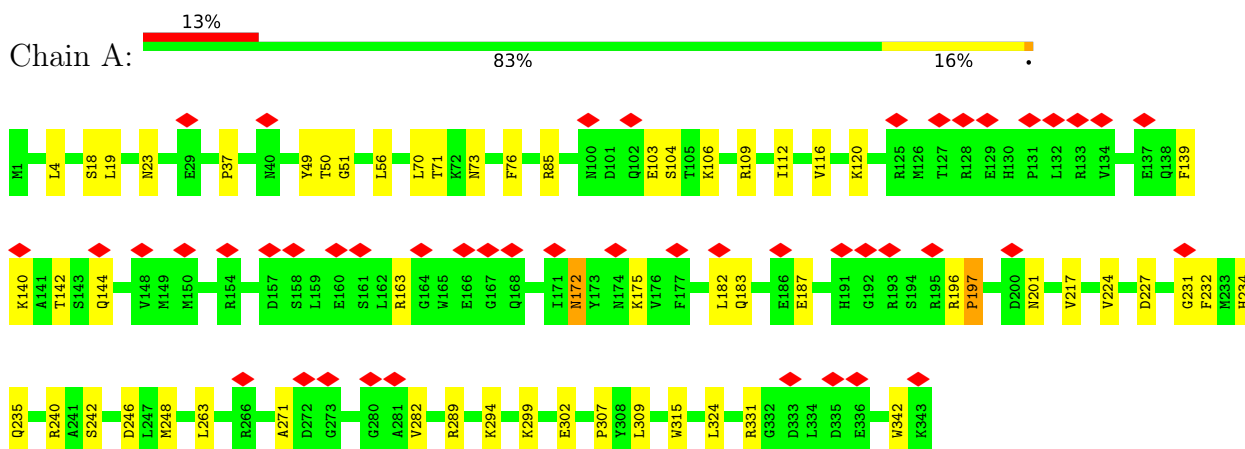 13%
Chain A:
83% 16% •
M1 L4 S18 L19 N23 E29 P37 N40 Y49 T50 G51 L56 L70 T71 K72 N73 F76 R85 N100 D101 Q102 E103 S104 T105 K106 R109 I112 V116 K120 R125 M126 T127 R128 E129 H130 P131 L132 R133 V134 E137 Q138 F139
K140 A141 T142 S143 Q144 V148 M149 M150 R154 D157 S158 L159 E160 S161 L162 R163 G164 W165 E166 G167 Q168 I171 N172 Y173 N174 K175 V176 F177 L182 Q183 E186 E187 H191 G192 R193 S194 R195 R196 P197 D200 N201 V217 V224 D227 G231 F232 M233 H234
Q235 R240 A241 S242 D246 L247 M248 L263 R266 A271 D272 G273 G280 A281 V282 R289 K294 K299 E302 P307 Y308 L309 W315 L324 R331 G332 D333 L334 D335 E336 W342 K343